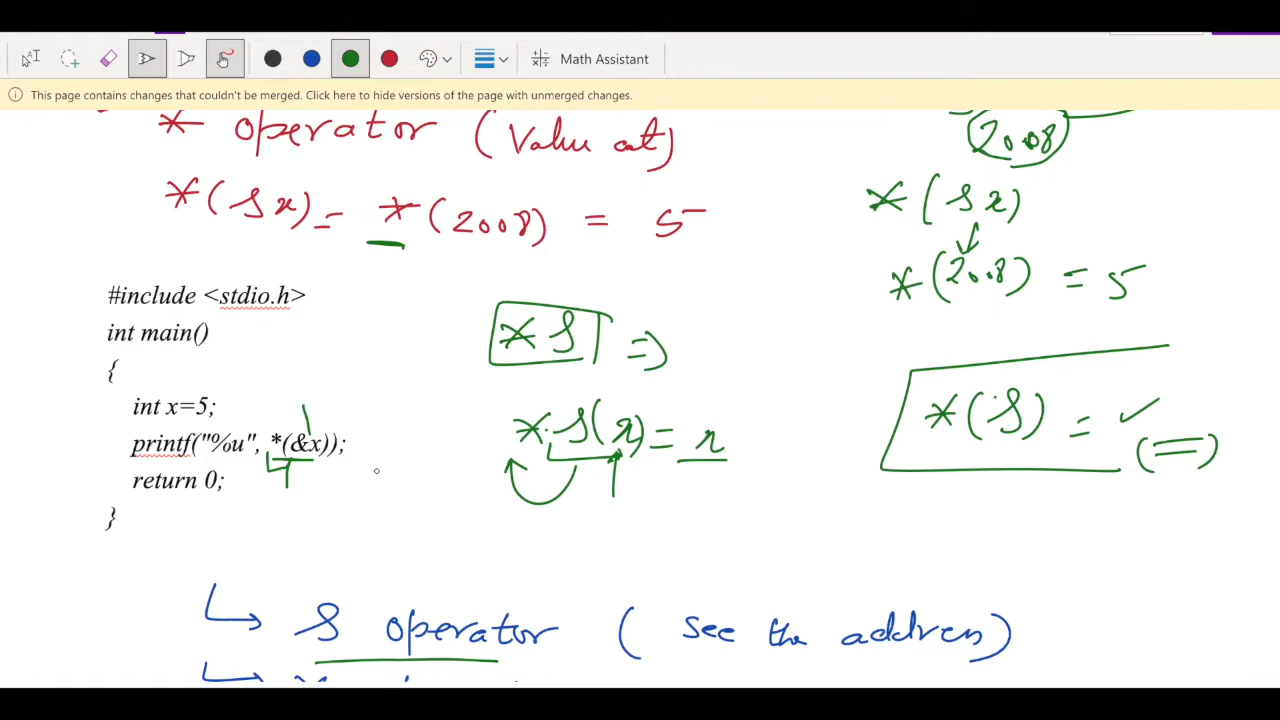 Math Assistant
This page contains changes that couldn't be merged. Click here to hide versions of the page with unmerged changes.
* operator (Value at)
*(&x) = *(2008) = 5
(2008)
*(&x)
*(2008) = 5
#include <stdio.h>
int main()
{
int x=5;
printf("%u", *(&x));
return 0;
}
*& =>
*&(x) = x
*(&) = ✓
(=)
& operator (see the address)